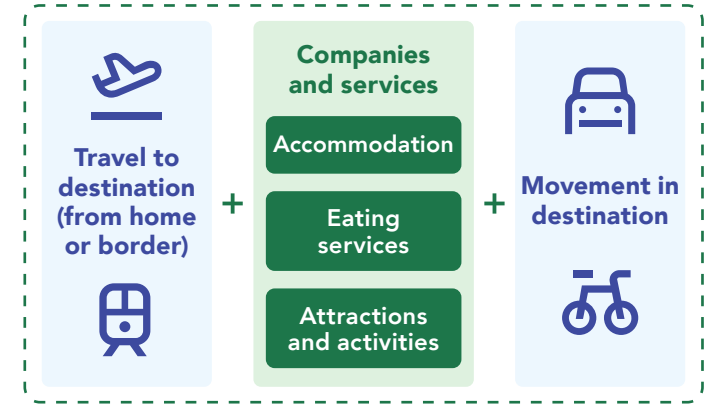 Travel to
destination
(from home
or border)
+
Companies
and services
Accommodation
Eating
services
Attractions
and activities
+
Movement in
destination